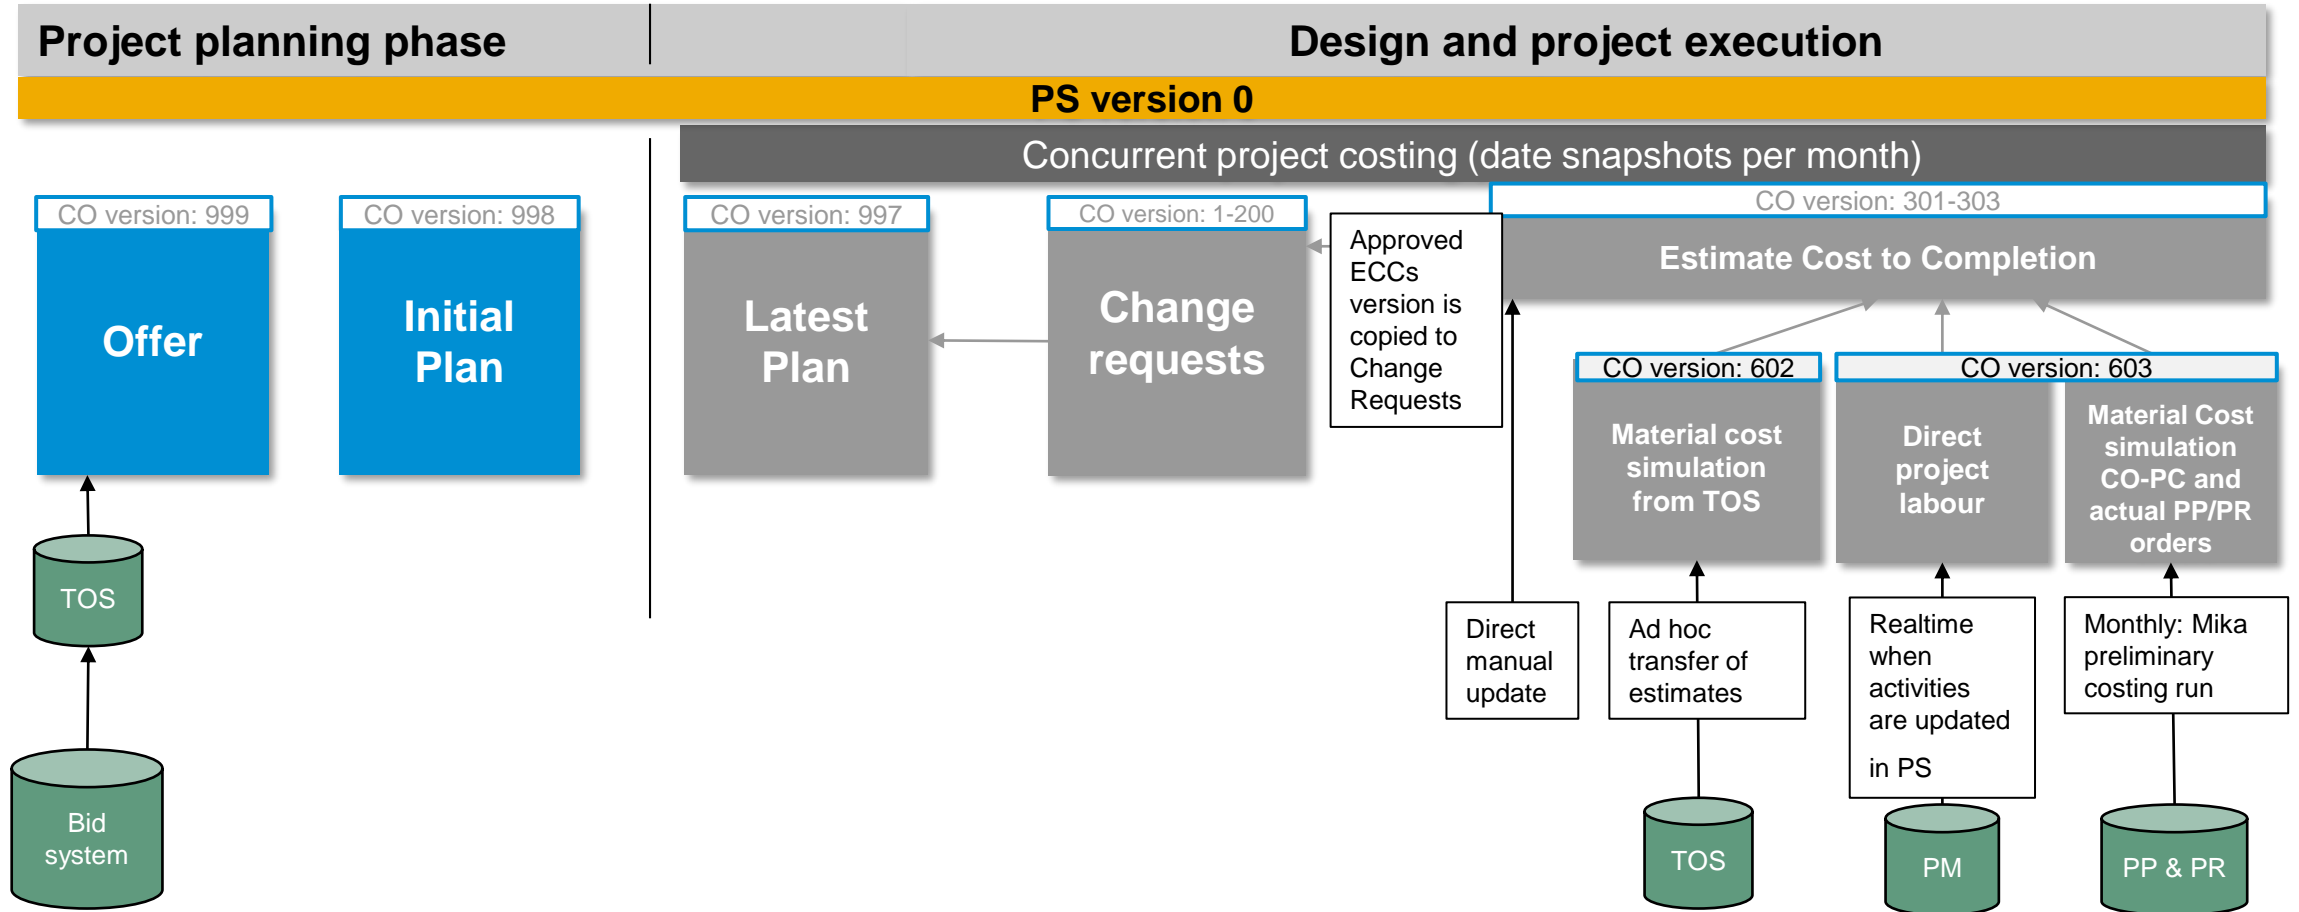 Project planning phase
Design and project execution
PS version 0
Concurrent project costing (date snapshots per month)
CO version: 999
Offer
CO version: 998
Initial
Plan
CO version: 997
Latest
Plan
CO version: 1-200
Change
requests
Approved
ECCs
version is
copied to
Change
Requests
CO version: 301-303
Estimate Cost to Completion
CO version: 602
Material cost
simulation
from TOS
CO version: 603
Direct
project
labour
Material Cost
simulation
CO-PC and
actual PP/PR
orders
TOS
Bid
system
Direct
manual
update
Ad hoc
transfer of
estimates
Realtime
when
activities
are updated
in PS
Monthly: Mika
preliminary
costing run
TOS
PM
PP & PR